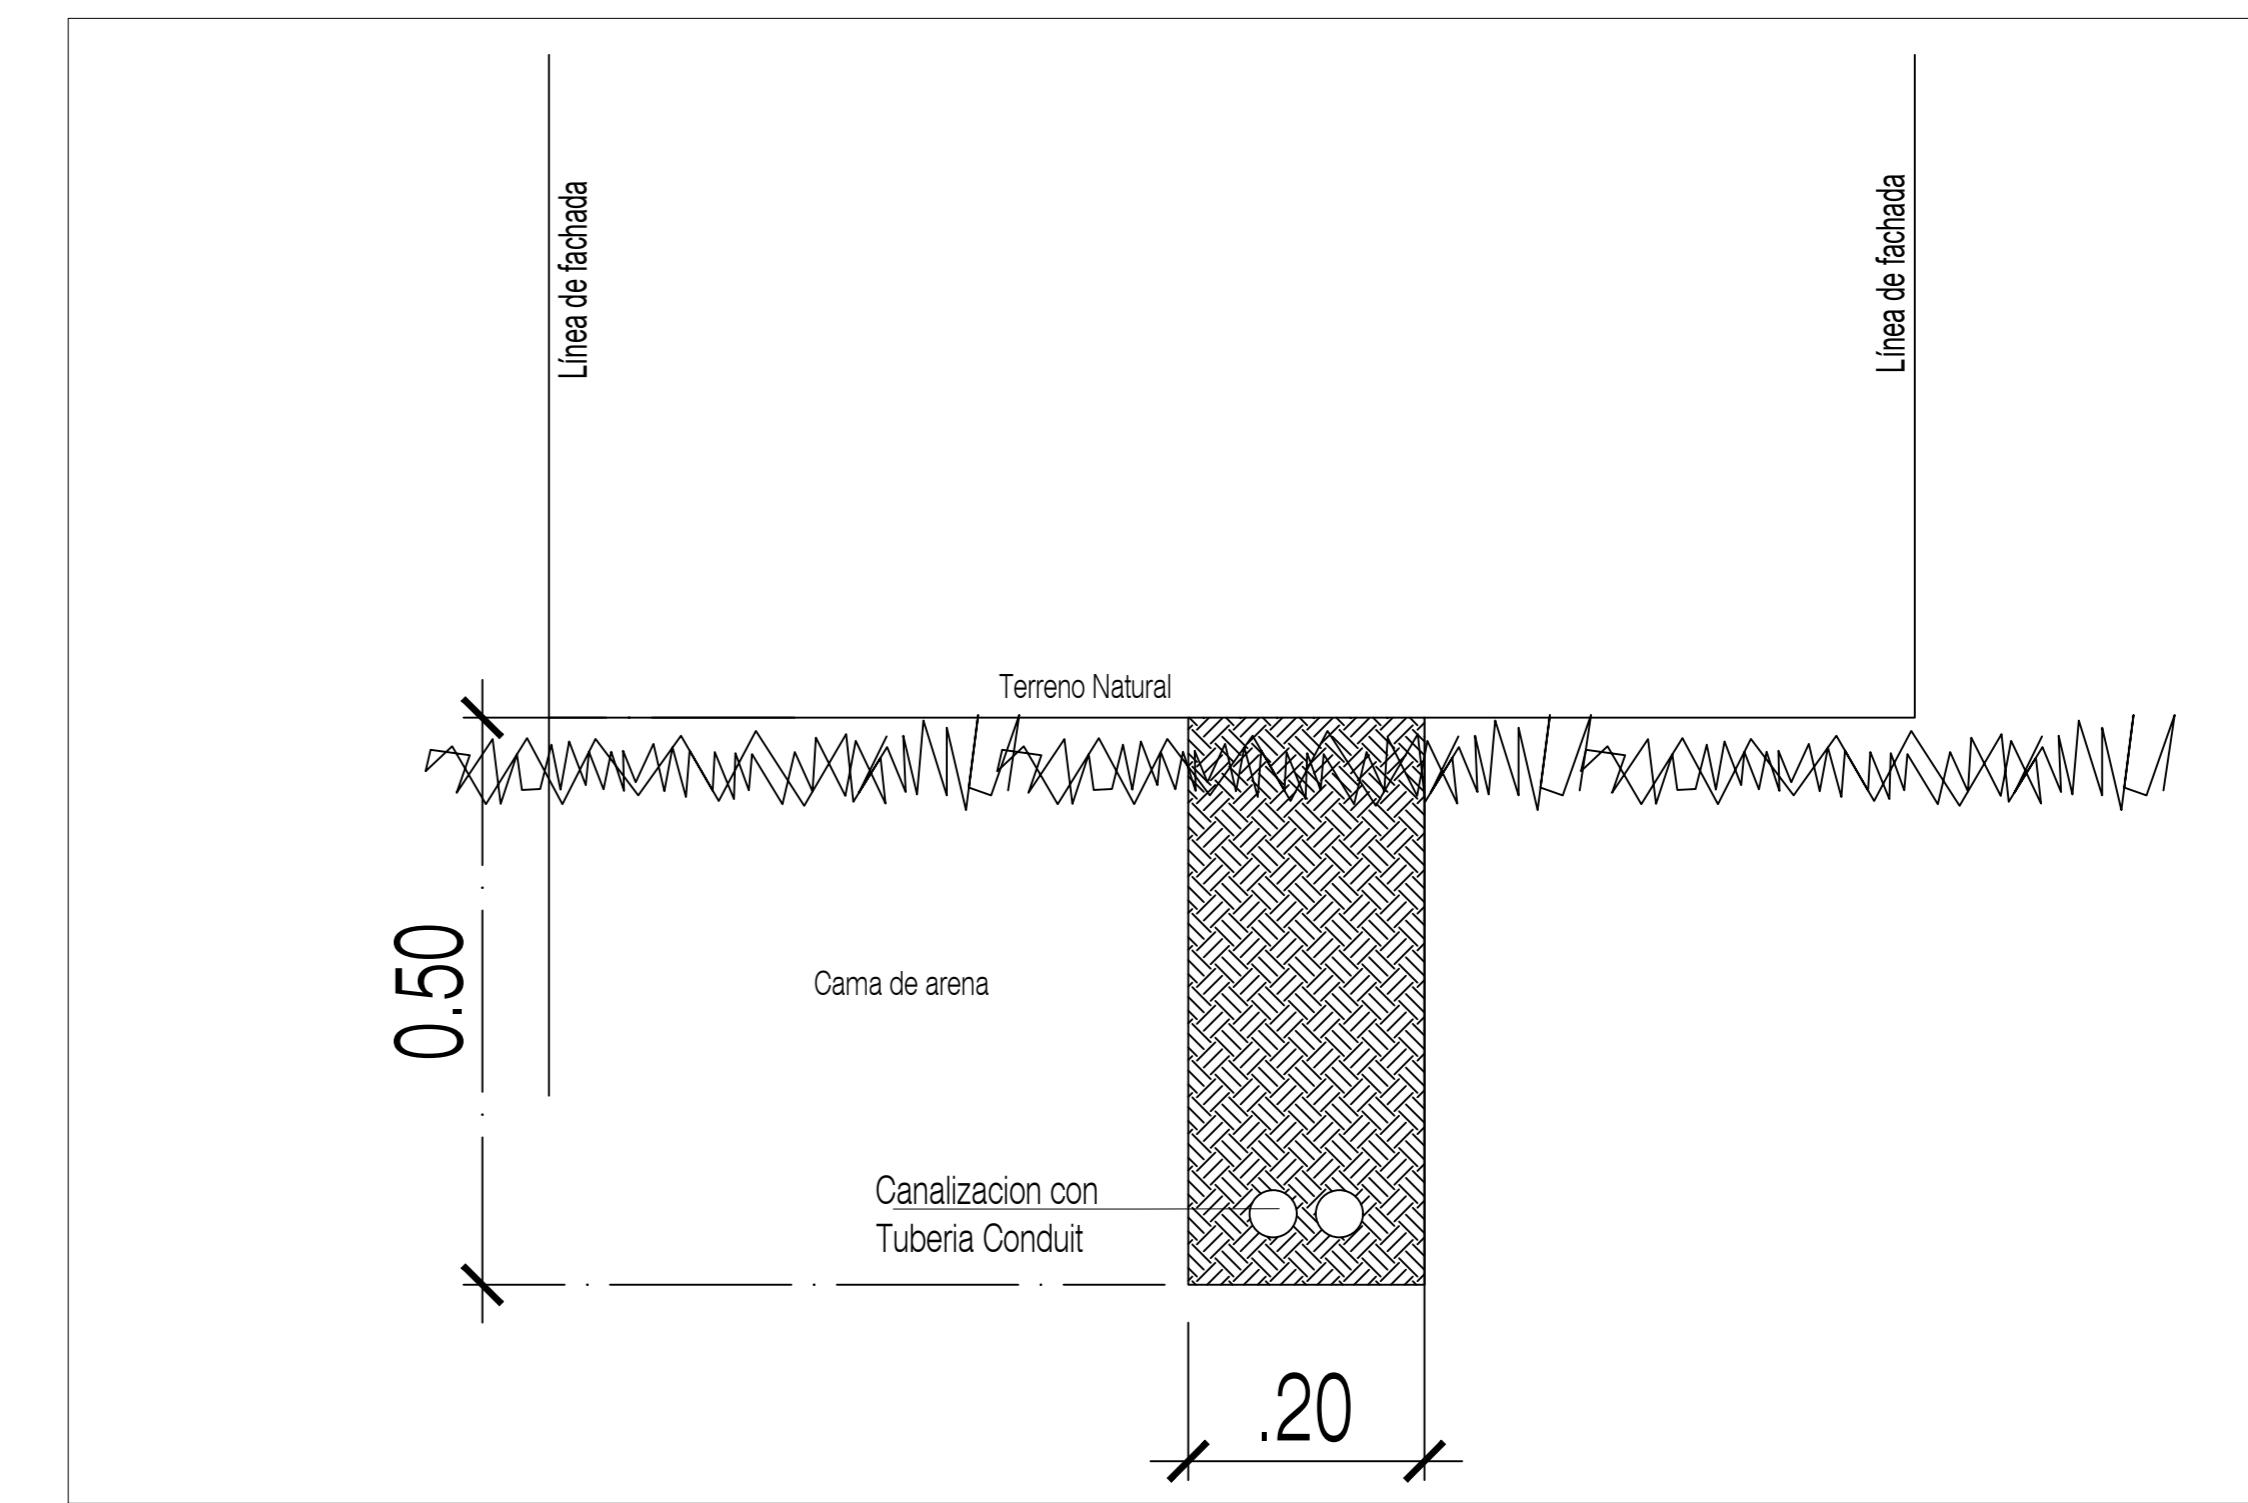 Línea de fachada
Línea de fachada
Terreno Natural
0.50
Cama de arena
Canalizacion con
Tuberia Conduit
.20